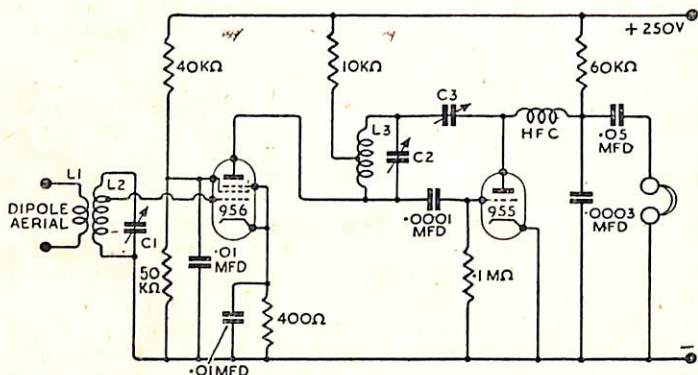 + 250V
40KΩ
10KΩ
60KΩ
C3
HFC
.05
MFD
L3
C2
L1
L2
DIPOLE
AERIAL
C1
956
.0001
MFD
955
.0003
MFD
50
KΩ
.01
MFD
.1MΩ
400Ω
.01MFD
−